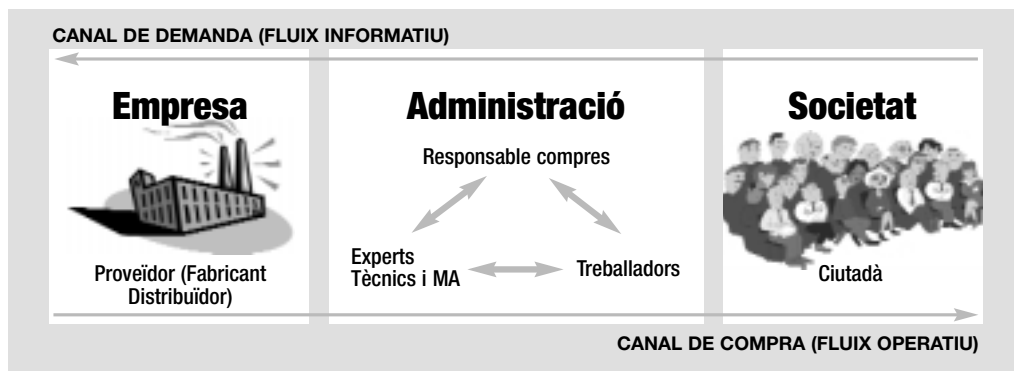 CANAL DE DEMANDA (FLUIX INFORMATIU)
Empresa
Proveïdor (Fabricant
Distribuïdor)
Administració
Responsable compres
Experts
Tècnics i MA
Treballadors
Societat
Ciutadà
CANAL DE COMPRA (FLUIX OPERATIU)